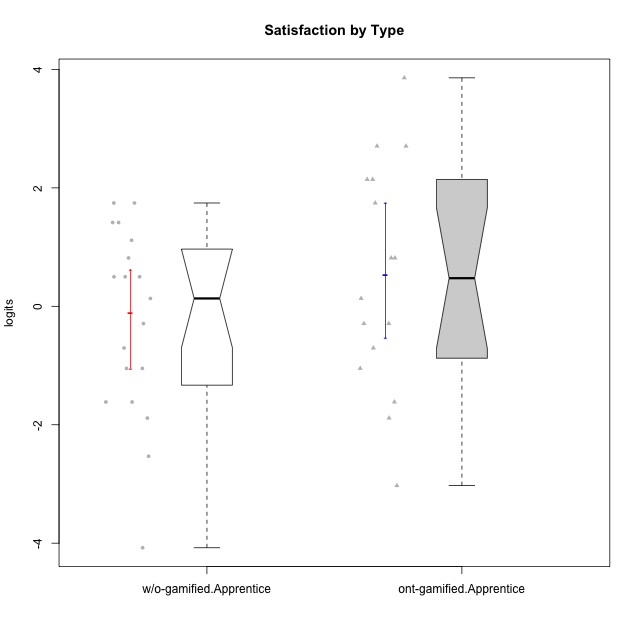 Satisfaction by Type
logits
4
2
0
-2
-4
w/o-gamified.Apprentice
ont-gamified.Apprentice